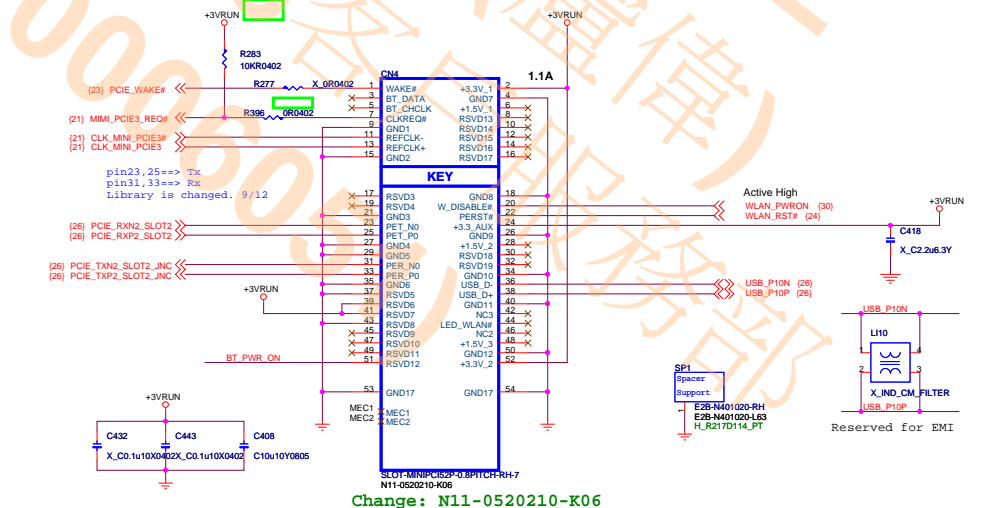 +3VRUN
+3VRUN
R283
10KR0402
CN4
1.1A
{23} PCIE_WAKE#
R277 X_0R0402
1 WAKE# +3.3V_1 2
3 BT_DATA GND7 4
5 BT_CHCLK +1.5V_1 6
{21} MIMI_PCIE3_REQ#
R396 0R0402
7 CLKREQ# RSVD13 8
9 GND1 RSVD14 10
{21} CLK_MINI_PCIE3#
11 REFCLK- RSVD15 12
{21} CLK_MINI_PCIE3
13 REFCLK+ RSVD16 14
15 GND2 RSVD17 16
KEY
pin23,25==> Tx
pin31,33==> Rx
Library is changed. 9/12
17 RSVD3 GND8 18
19 RSVD4 W_DISABLE# 20
21 GND3 PERST# 22
Active High
WLAN_PWRON {30}
WLAN_RST# {24}
+3VRUN
{26} PCIE_RXN2_SLOT2
23 PET_N0 +3.3_AUX 24
{26} PCIE_RXP2_SLOT2
25 PET_P0 GND9 26
27 GND4 +1.5V_2 28
29 GND5 RSVD18 30
C418
X_C2.2u6.3Y
{26} PCIE_TXN2_SLOT2_JNC
31 PER_N0 RSVD19 32
{26} PCIE_TXP2_SLOT2_JNC
33 PER_P0 GND10 34
35 GND6 USB_D- 36
USB_P10N {26}
37 RSVD5 USB_D+ 38
USB_P10P {26}
+3VRUN
39 RSVD6 GND11 40
41 RSVD7 NC3 42
43 RSVD8 LED_WLAN# 44
45 RSVD9 NC2 46
47 RSVD10 +1.5V_3 48
49 RSVD11 GND12 50
BT_PWR_ON
51 RSVD12 +3.3V_2 52
53 GND17 GND17 54
MEC1 MEC1
MEC2 MEC2
USB_P10N
LI10
1 4
2 3
X_IND_CM_FILTER
USB_P10P
Reserved for EMI
SP1
Spacer
Support
1
E2B-N401020-RH
E2B-N401020-L63
H_R217D114_PT
+3VRUN
C432
X_C0.1u10X0402
C443
X_C0.1u10X0402
C408
C10u10Y0805
SLOT-MINIPCI52P-0.8PITCH-RH-7
N11-0520210-K06
Change: N11-0520210-K06